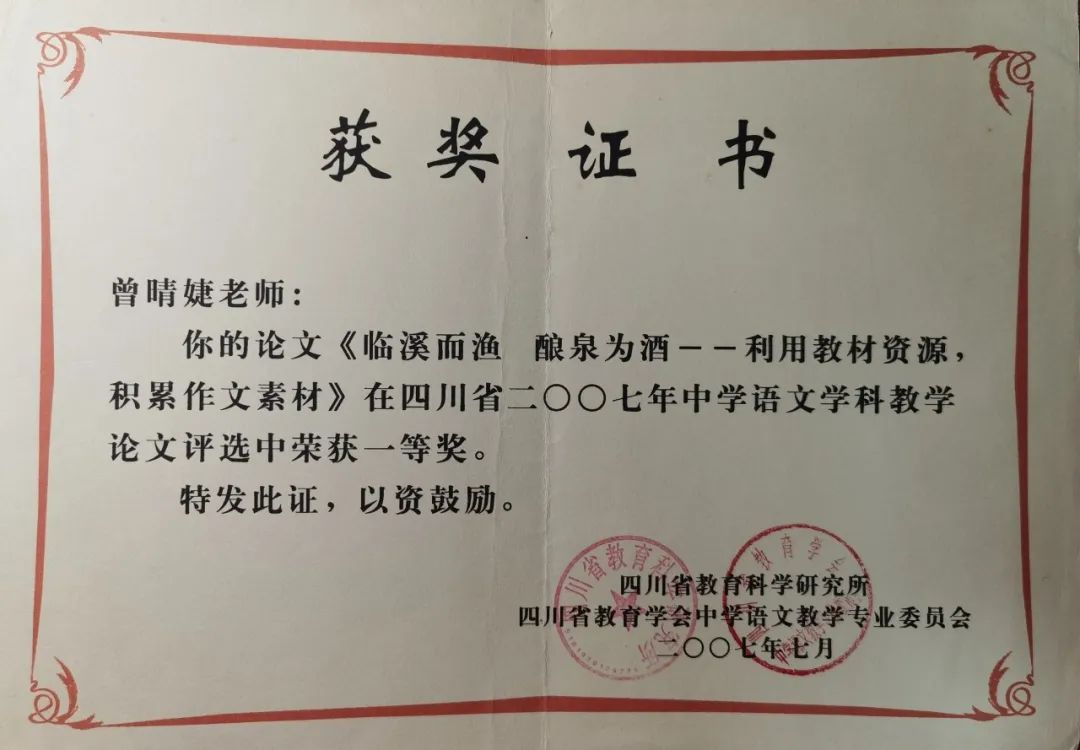 获奖证书
曾晴婕老师：
你的论文《临溪而渔 酿泉为酒－－利用教材资源，
积累作文素材》在四川省二〇〇七年中学语文学科教学
论文评选中荣获一等奖。
特发此证，以资鼓励。
四川省教育科学研究所
四川省教育学会中学语文教学专业委员会
二〇〇七年七月